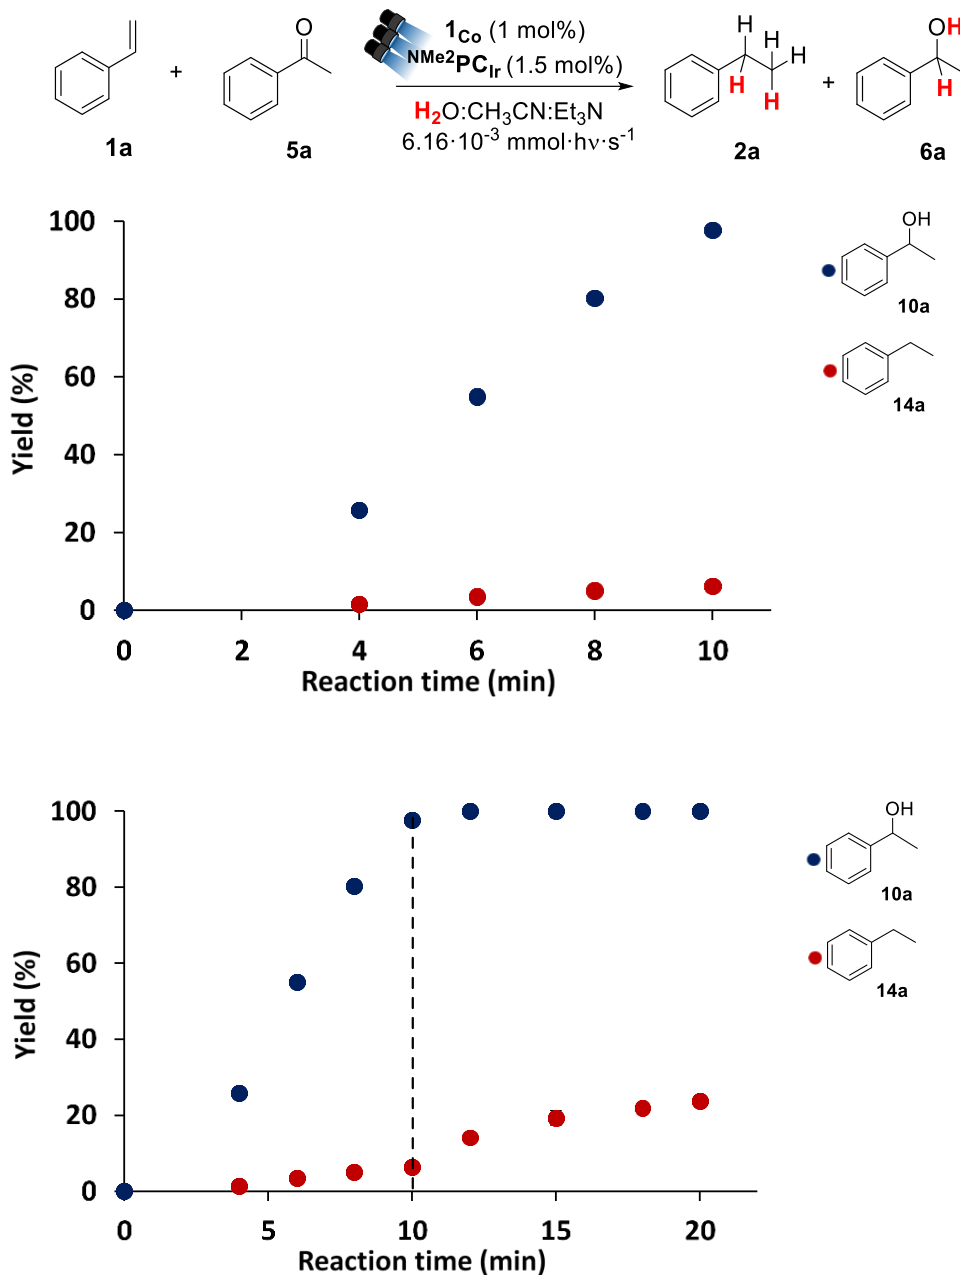 O
OH
H
H
H
H
H
H
+
+
1Co (1 mol%)
NMe2PCIr (1.5 mol%)
H2O:CH3CN:Et3N
6.16·10-3 mmol·hν·s-1
1a
5a
2a
6a
100
80
60
40
20
0
Yield (%)
0 2 4 6 8 10
Reaction time (min)
OH
10a
14a
100
80
60
40
20
0
Yield (%)
0 5 10 15 20
Reaction time (min)
OH
10a
14a